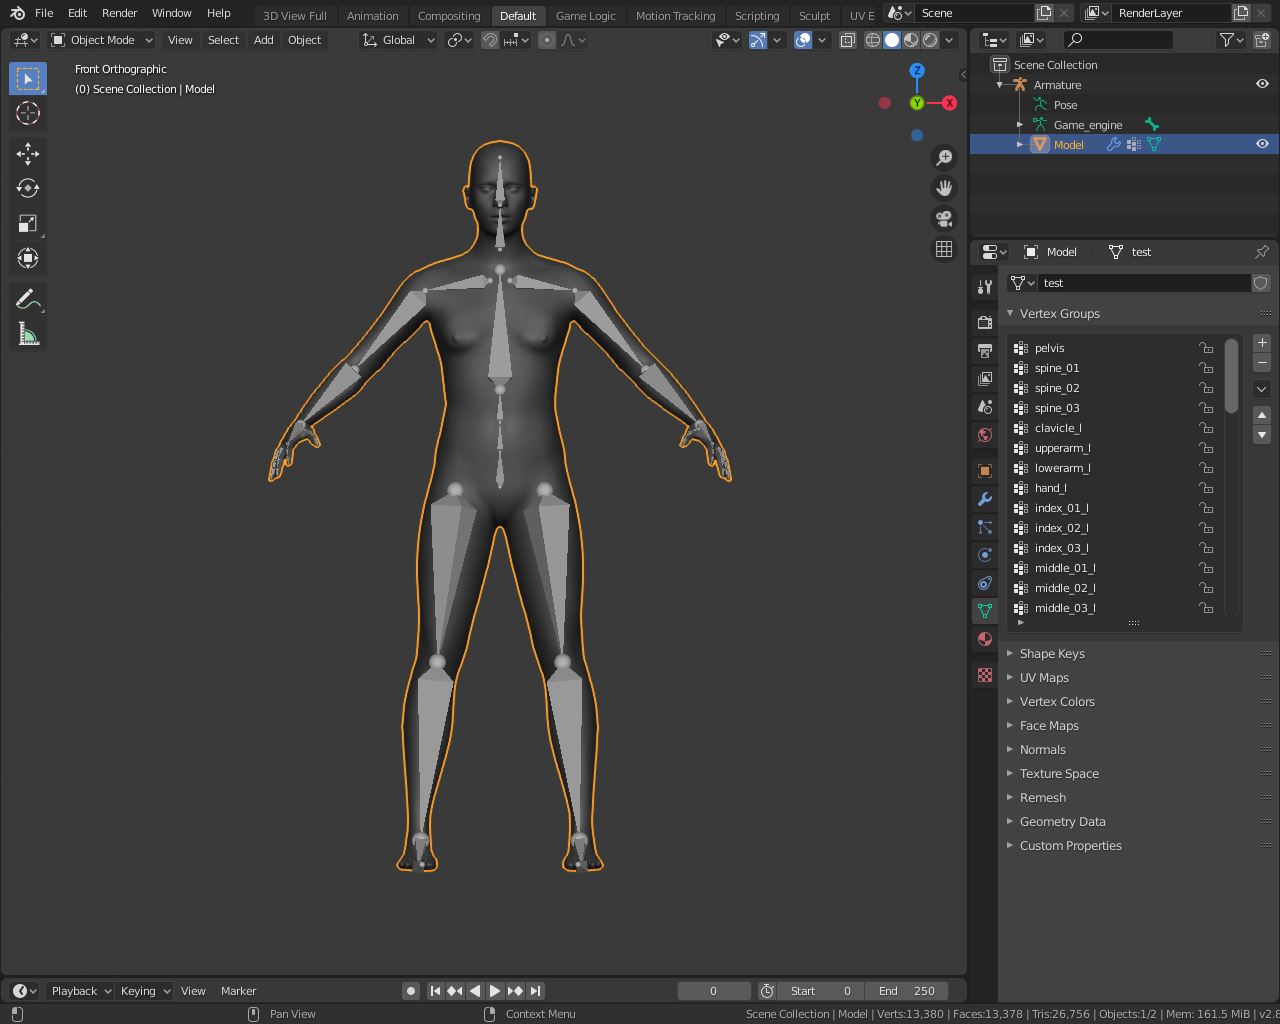 File Edit Render Window Help 3D View Full Animation Compositing Default Game Logic Motion Tracking Scripting Sculpt UV E Scene RenderLayer
Object Mode View Select Add Object Global
Front Orthographic
(0) Scene Collection | Model
Z
Y
X
Scene Collection
Armature
Pose
Game_engine
Model
Model test
test
Vertex Groups
pelvis
spine_01
spine_02
spine_03
clavicle_l
upperarm_l
lowerarm_l
hand_l
index_01_l
index_02_l
index_03_l
middle_01_l
middle_02_l
middle_03_l
Shape Keys
UV Maps
Vertex Colors
Face Maps
Normals
Texture Space
Remesh
Geometry Data
Custom Properties
Playback Keying View Marker 0 Start 0 End 250
Pan View Context Menu Scene Collection | Model | Verts:13,380 | Faces:13,378 | Tris:26,756 | Objects:1/2 | Mem: 161.5 MiB | v2.8